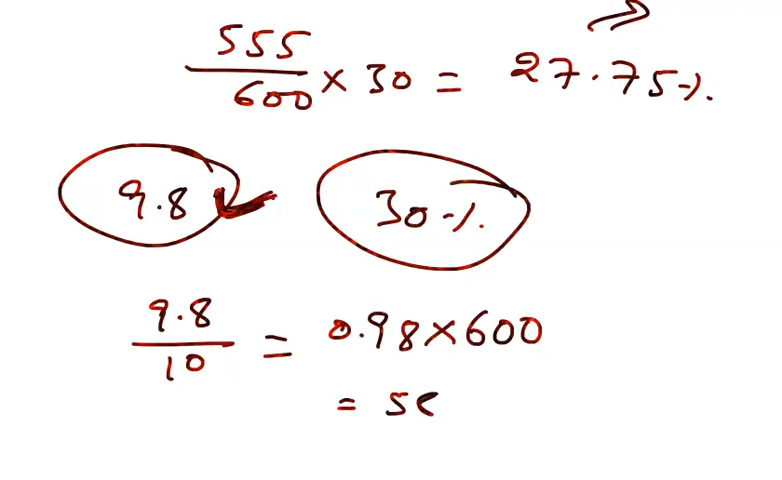 555/600 × 30 = 27.75%
9.8 30%
9.8/10 = 0.98×600
= 5